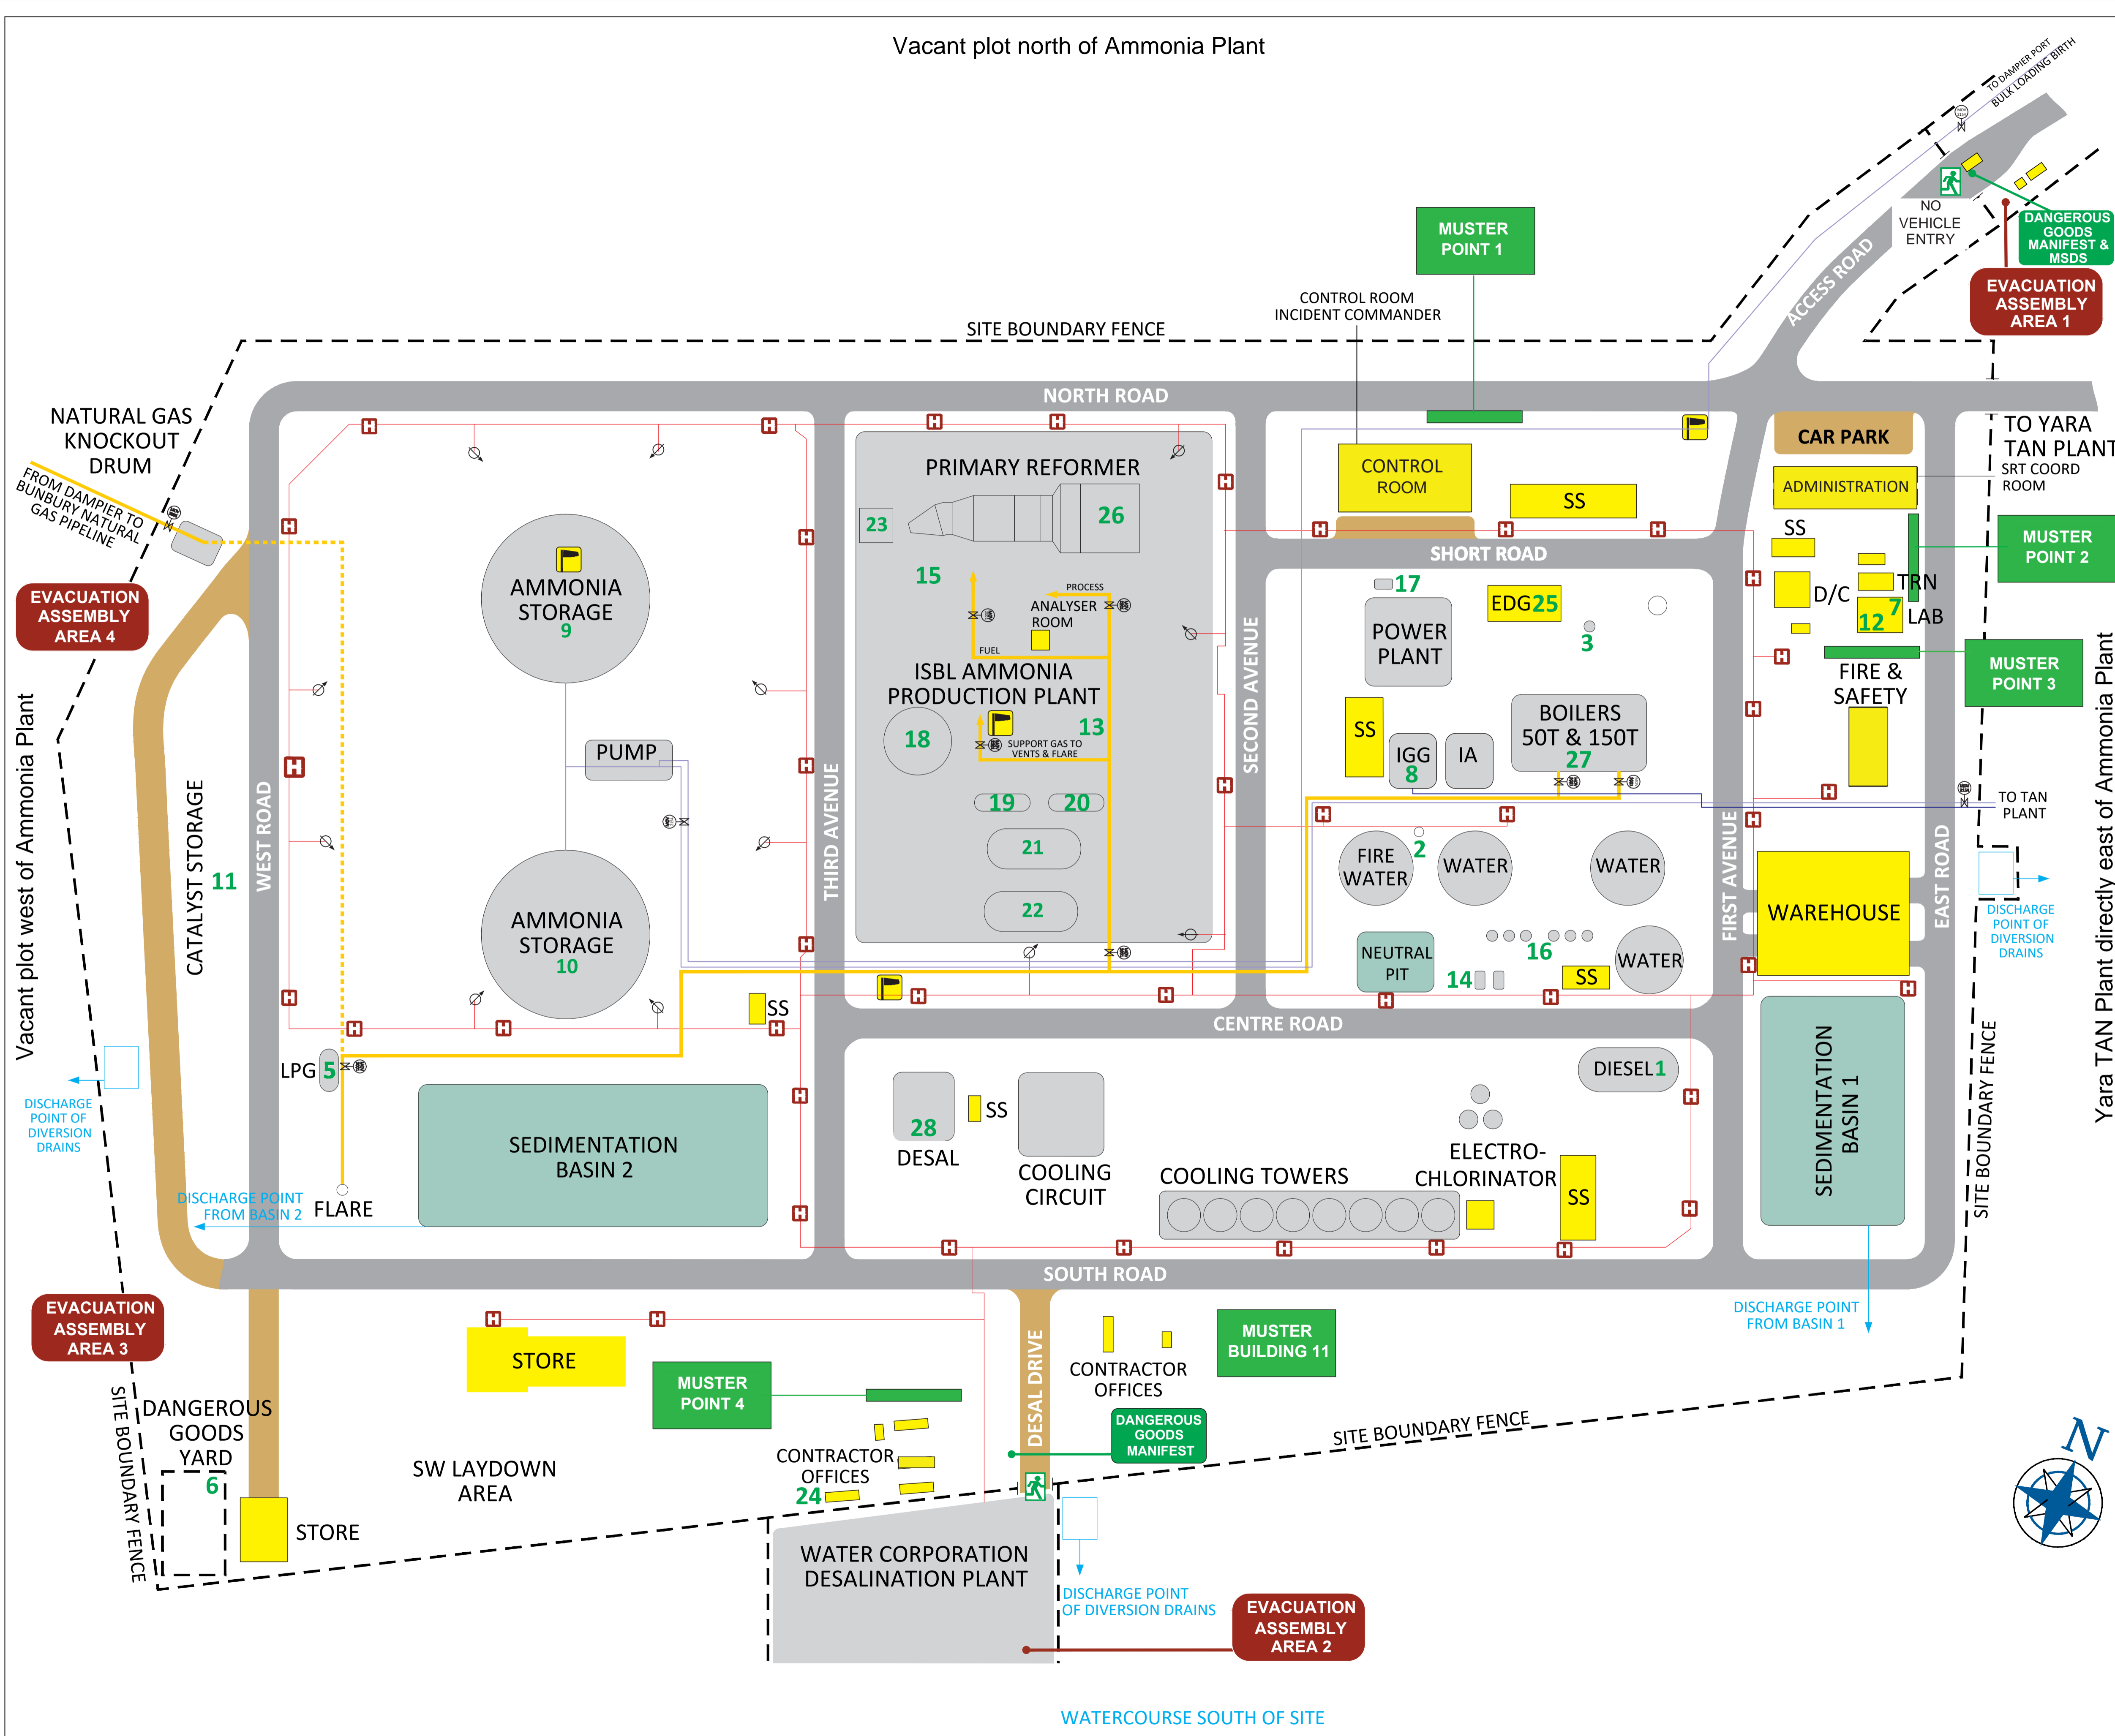 Vacant plot north of Ammonia Plant
TO DAMPIER PORT
BULK LOADING BIRTH
NO
VEHICLE
ENTRY
DANGEROUS
GOODS
MANIFEST &
MSDS
EVACUATION
ASSEMBLY
AREA 1
ACCESS ROAD
MUSTER
POINT 1
CONTROL ROOM
INCIDENT COMMANDER
SITE BOUNDARY FENCE
NORTH ROAD
NATURAL GAS
KNOCKOUT
DRUM
FROM DAMPIER TO
BUNBURY NATURAL
GAS PIPELINE
EVACUATION
ASSEMBLY
AREA 4
Vacant plot west of Ammonia Plant
CATALYST STORAGE
11
WEST ROAD
H
H
H
H
H
H
H
AMMONIA
STORAGE
9
PUMP
AMMONIA
STORAGE
10
H
H
H
SS
H
H
H
THIRD AVENUE
H
H
PRIMARY REFORMER
23
26
15
PROCESS
ANALYSER
ROOM
FUEL
ISBL AMMONIA
PRODUCTION PLANT
18
13
SUPPORT GAS TO
VENTS & FLARE
19
20
21
22
H
H
H
H
SECOND AVENUE
CONTROL
ROOM
SS
H
H
H
SHORT ROAD
17
POWER
PLANT
EDG 25
3
SS
IGG
8
IA
BOILERS
50T & 150T
27
H
H
FIRE
WATER
2
WATER
WATER
NEUTRAL
PIT
14
16
SS
WATER
H
H
CENTRE ROAD
FIRST AVENUE
CAR PARK
ADMINISTRATION
TO YARA
TAN PLANT
SRT COORD
ROOM
SS
D/C
TRN
7
12
LAB
MUSTER
POINT 2
MUSTER
POINT 3
H
H
H
H
H
H
H
FIRE &
SAFETY
TO TAN
PLANT
WAREHOUSE
EAST ROAD
DISCHARGE
POINT OF
DIVERSION
DRAINS
Yara TAN Plant directly east of Ammonia Plant
SITE BOUNDARY FENCE
SEDIMENTATION
BASIN 1
DISCHARGE POINT
FROM BASIN 1
DISCHARGE
POINT OF
DIVERSION
DRAINS
LPG 5
FLARE
DISCHARGE POINT
FROM BASIN 2
SEDIMENTATION
BASIN 2
H
H
28
DESAL
SS
COOLING
CIRCUIT
COOLING TOWERS
ELECTRO-
CHLORINATOR
SS
DIESEL 1
H
H
H
H
H
H
H
SOUTH ROAD
EVACUATION
ASSEMBLY
AREA 3
SITE BOUNDARY FENCE
DANGEROUS
GOODS
YARD
6
STORE
H
H
STORE
SW LAYDOWN
AREA
MUSTER
POINT 4
CONTRACTOR
OFFICES
24
DESAL DRIVE
CONTRACTOR
OFFICES
MUSTER
BUILDING 11
DANGEROUS
GOODS
MANIFEST
SITE BOUNDARY FENCE
WATER CORPORATION
DESALINATION PLANT
DISCHARGE POINT
OF DIVERSION DRAINS
EVACUATION
ASSEMBLY
AREA 2
N
WATERCOURSE SOUTH OF SITE